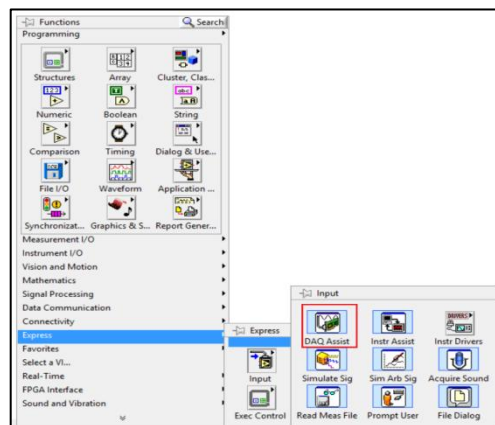 Functions Search
Programming
Structures Array Cluster, Clas...
Numeric Boolean String
Comparison Timing Dialog & Use...
File I/O Waveform Application ...
Synchronizat... Graphics & S... Report Gener...
Measurement I/O
Instrument I/O
Vision and Motion
Mathematics
Signal Processing
Data Communication
Connectivity
Express
Favorites
Select a VI...
Real-Time
FPGA Interface
Sound and Vibration
Express
Input
Exec Control
Input
DAQ Assist Instr Assist Instr Drivers
Simulate Sig Sim Arb Sig Acquire Sound
Read Meas File Prompt User File Dialog